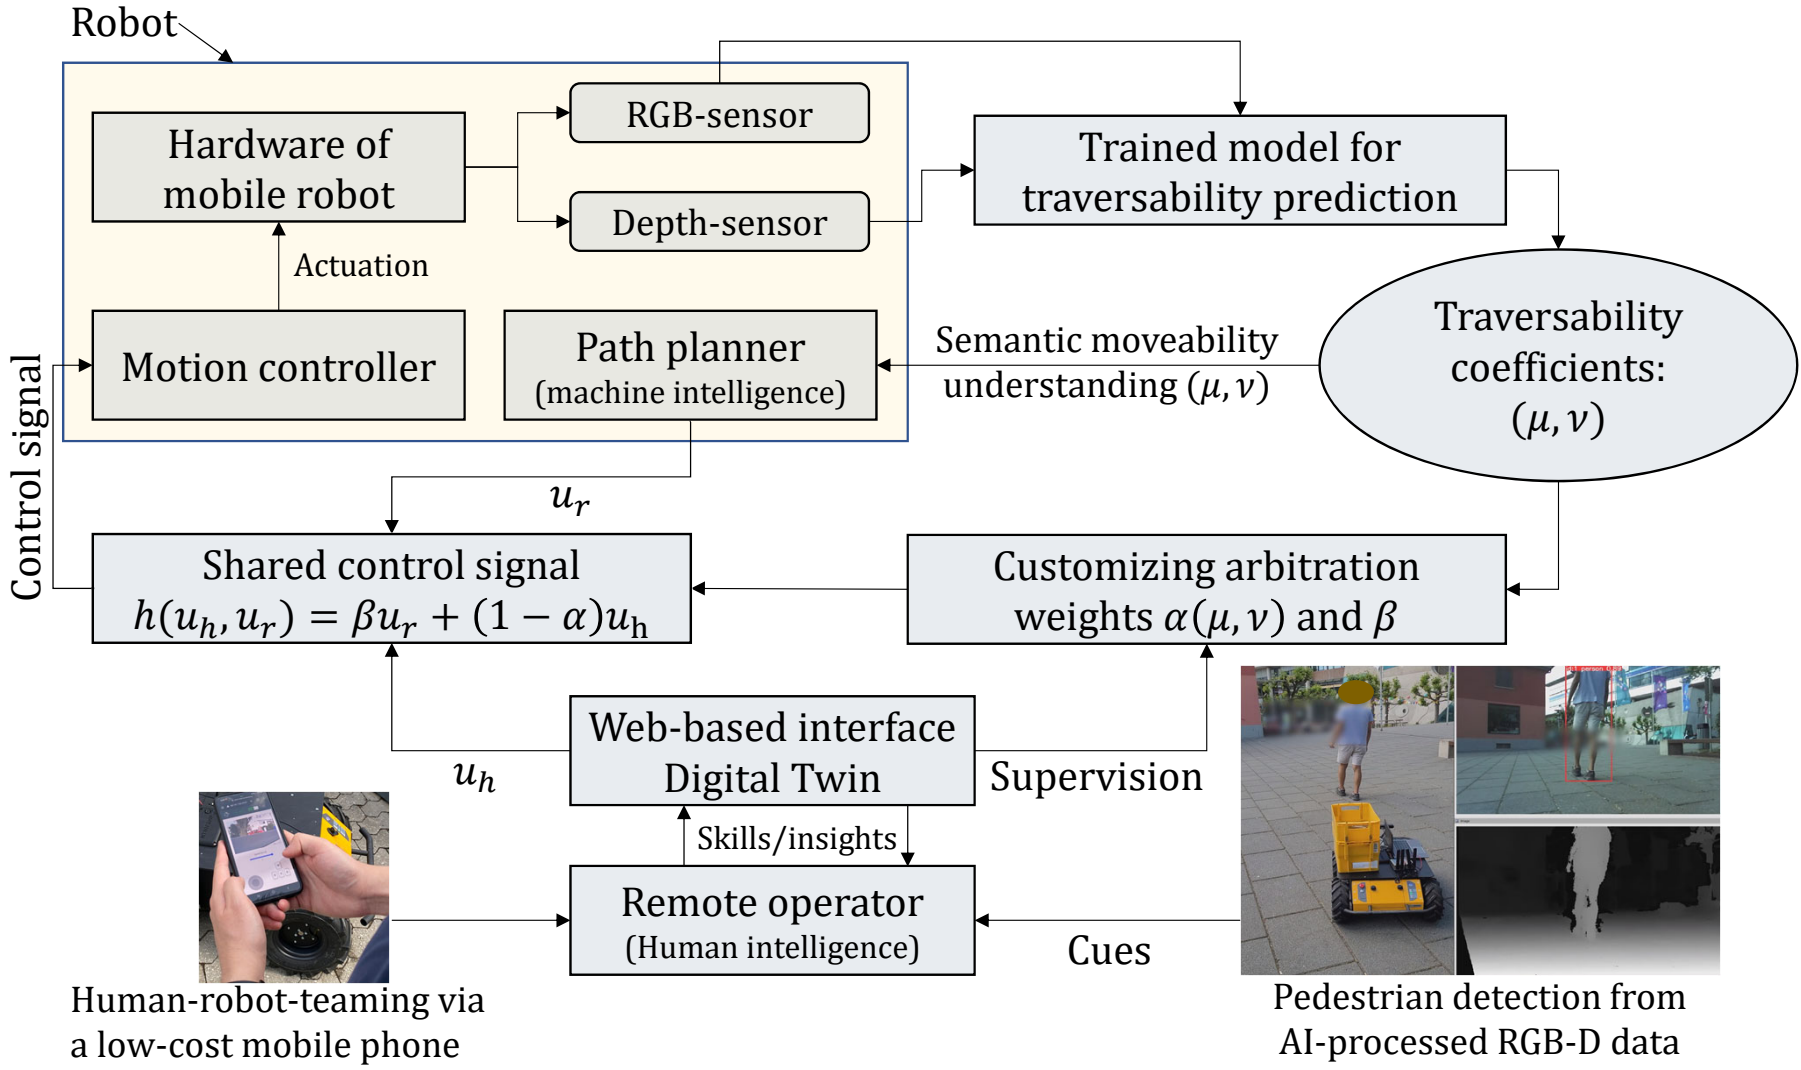 Robot
RGB-sensor
Hardware of
mobile robot
Depth-sensor
Trained model for
traversability prediction
Actuation
Motion controller
Path planner
(machine intelligence)
Semantic moveability
understanding (μ, ν)
Traversability
coefficients:
(μ, ν)
Control signal
u_r
Shared control signal
h(u_h, u_r) = βu_r + (1 − α)u_h
Customizing arbitration
weights α(μ, ν) and β
u_h
Web-based interface
Digital Twin
Supervision
Skills/insights
Remote operator
(Human intelligence)
Cues
Human-robot-teaming via
a low-cost mobile phone
Pedestrian detection from
AI-processed RGB-D data